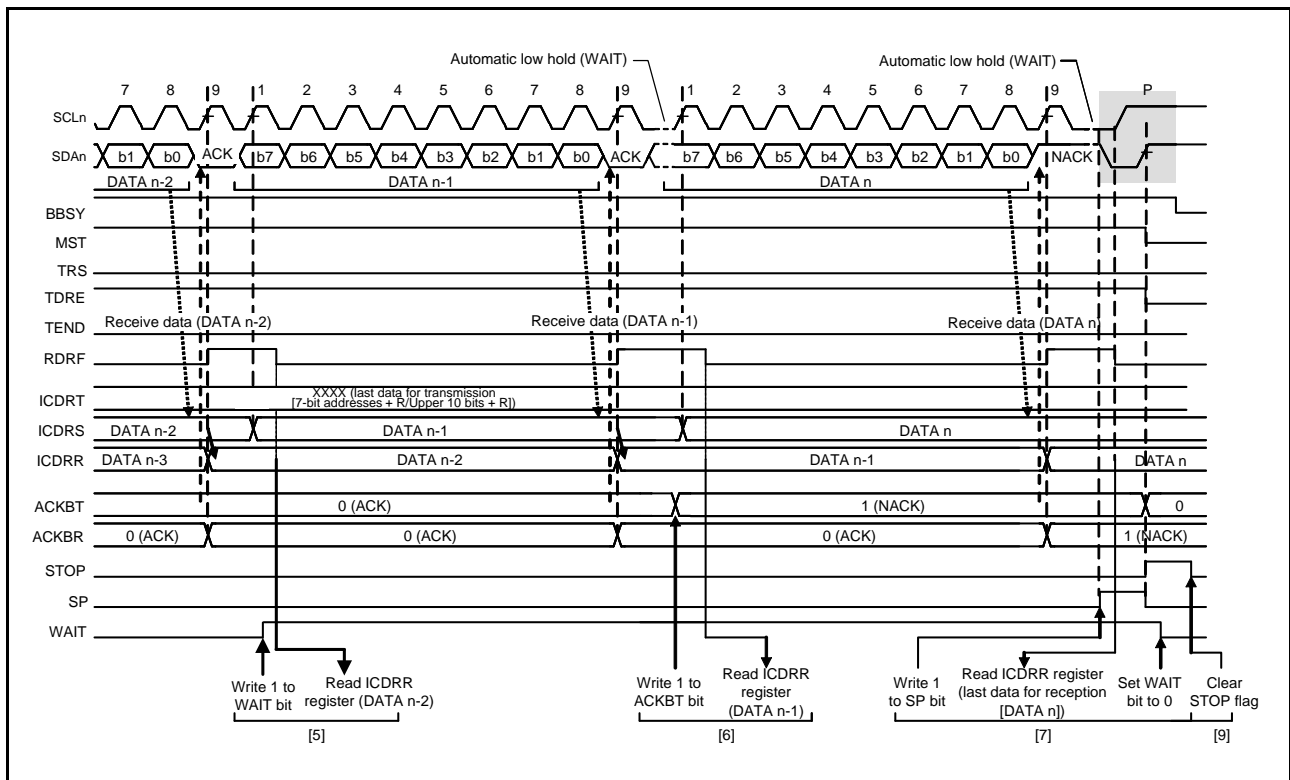 Automatic low hold (WAIT)
Automatic low hold (WAIT)
7 8 9 1 2 3 4 5 6 7 8 9 1 2 3 4 5 6 7 8 9 P
SCLn
SDAn b1 b0 ACK b7 b6 b5 b4 b3 b2 b1 b0 ACK b7 b6 b5 b4 b3 b2 b1 b0 NACK
DATA n-2 DATA n-1 DATA n
BBSY
MST
TRS
TDRE
TEND Receive data (DATA n-2) Receive data (DATA n-1) Receive data (DATA n)
RDRF
ICDRT XXXX (last data for transmission
[7-bit addresses + R/Upper 10 bits + R])
ICDRS DATA n-2 DATA n-1 DATA n
ICDRR DATA n-3 DATA n-2 DATA n-1 DATA n
ACKBT 0 (ACK) 1 (NACK) 0
ACKBR 0 (ACK) 0 (ACK) 0 (ACK) 1 (NACK)
STOP
SP
WAIT
Write 1 to
WAIT bit
Read ICDRR
register (DATA n-2)
[5]
Write 1 to
ACKBT bit
Read ICDRR
register
(DATA n-1)
[6]
Write 1
to SP bit
Read ICDRR register
(last data for reception
[DATA n])
Set WAIT
bit to 0
[7]
Clear
STOP flag
[9]